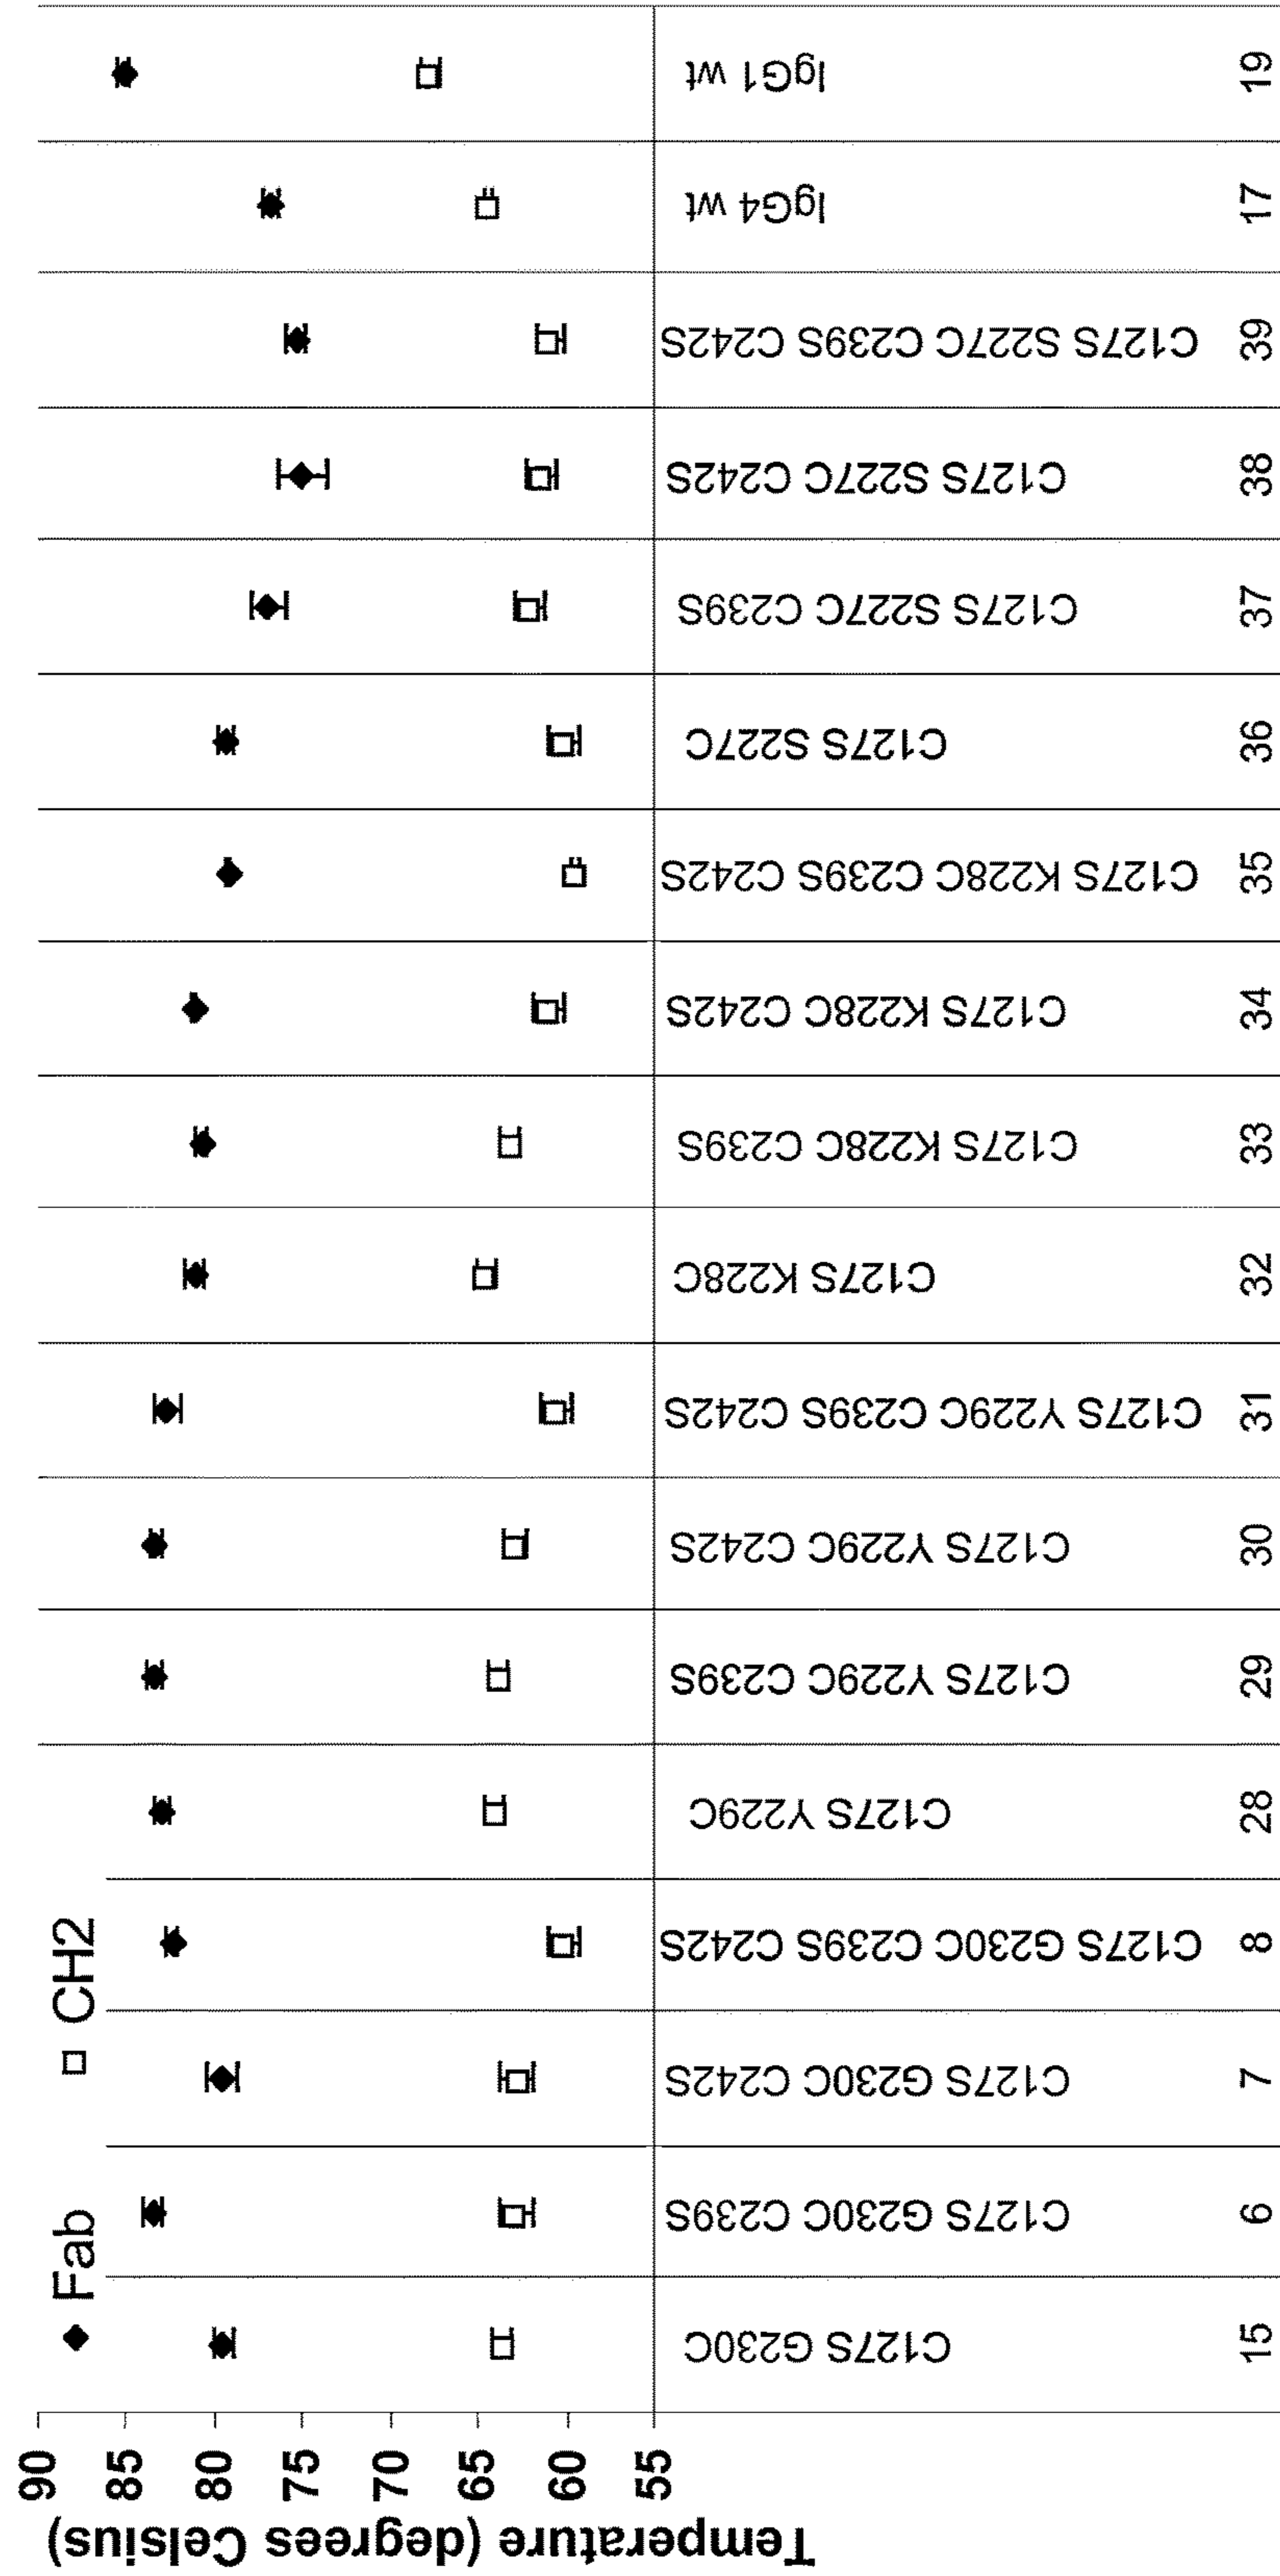 Fab CH2
Temperature (degrees Celsius)
90
85
80
75
70
65
60
55
C127S G230C
15
C127S G230C C239S
6
C127S G230C C242S
7
C127S G230C C239S C242S
8
C127S Y229C
28
C127S Y229C C239S
29
C127S Y229C C242S
30
C127S Y229C C239S C242S
31
C127S K228C
32
C127S K228C C239S
33
C127S K228C C242S
34
C127S K228C C239S C242S
35
C127S S227C
36
C127S S227C C239S
37
C127S S227C C242S
38
C127S S227C C239S C242S
39
IgG4 wt
17
IgG1 wt
19